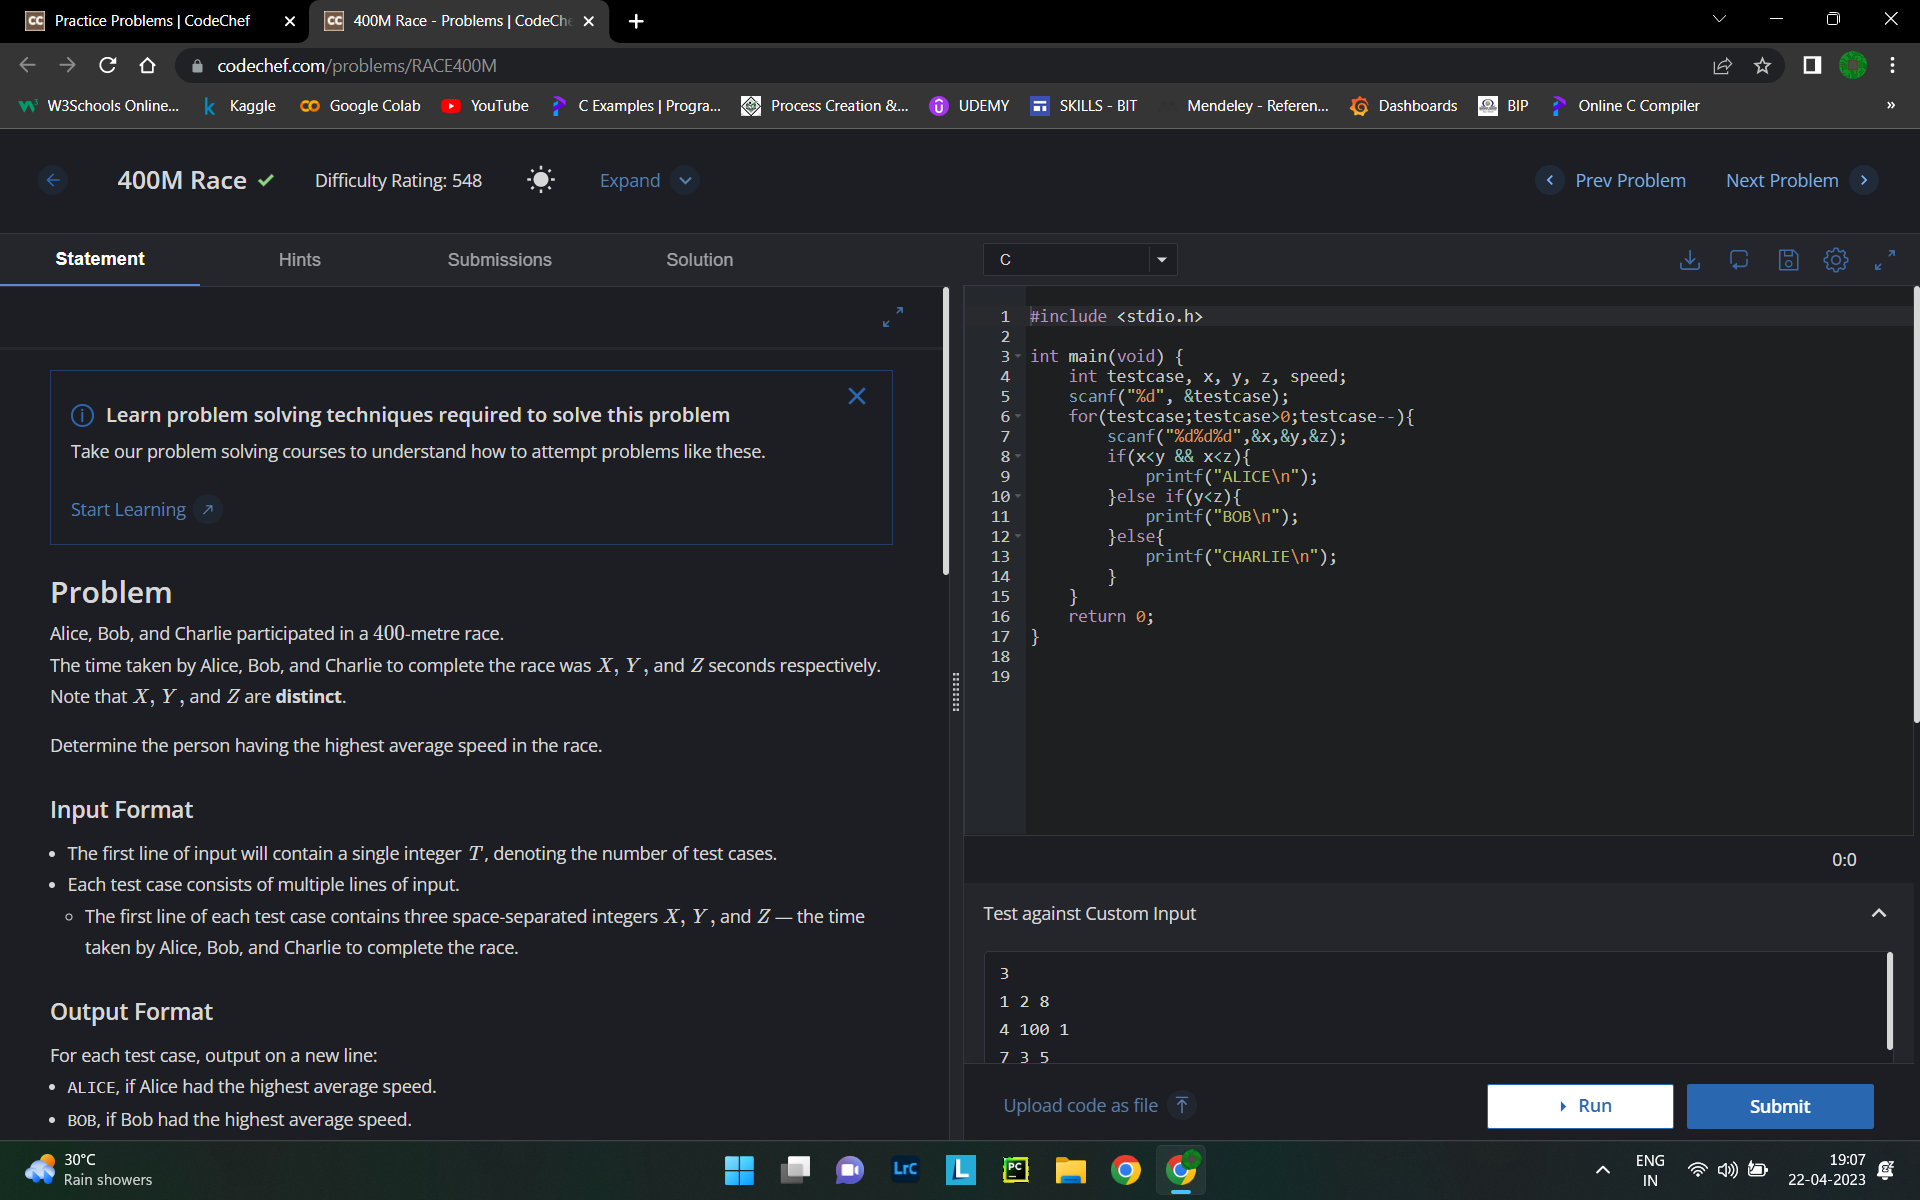 Practice Problems | CodeChef
400M Race - Problems | CodeChe
codechef.com/problems/RACE400M
W3Schools Online...
Kaggle
Google Colab
YouTube
C Examples | Progra...
Process Creation &...
UDEMY
SKILLS - BIT
Mendeley - Referen...
Dashboards
BIP
Online C Compiler
»
400M Race
Difficulty Rating: 548
Expand
Prev Problem
Next Problem
Statement
Hints
Submissions
Solution
Learn problem solving techniques required to solve this problem
Take our problem solving courses to understand how to attempt problems like these.
Start Learning
Problem
Alice, Bob, and Charlie participated in a 400-metre race.
The time taken by Alice, Bob, and Charlie to complete the race was X, Y, and Z seconds respectively.
Note that X, Y, and Z are distinct.
Determine the person having the highest average speed in the race.
Input Format
• The first line of input will contain a single integer T, denoting the number of test cases.
• Each test case consists of multiple lines of input.
◦ The first line of each test case contains three space-separated integers X, Y, and Z — the time
taken by Alice, Bob, and Charlie to complete the race.
Output Format
For each test case, output on a new line:
• ALICE, if Alice had the highest average speed.
• BOB, if Bob had the highest average speed.
C
1 #include <stdio.h>
2
3 int main(void) {
4     int testcase, x, y, z, speed;
5     scanf("%d", &testcase);
6     for(testcase;testcase>0;testcase--){
7         scanf("%d%d%d",&x,&y,&z);
8         if(x<y && x<z){
9             printf("ALICE\n");
10         }else if(y<z){
11             printf("BOB\n");
12         }else{
13             printf("CHARLIE\n");
14         }
15     }
16     return 0;
17 }
18
19
0:0
Test against Custom Input
3
1 2 8
4 100 1
7 3 5
Upload code as file
Run
Submit
30°C
Rain showers
LrC
L
PC
ENG
IN
19:07
22-04-2023